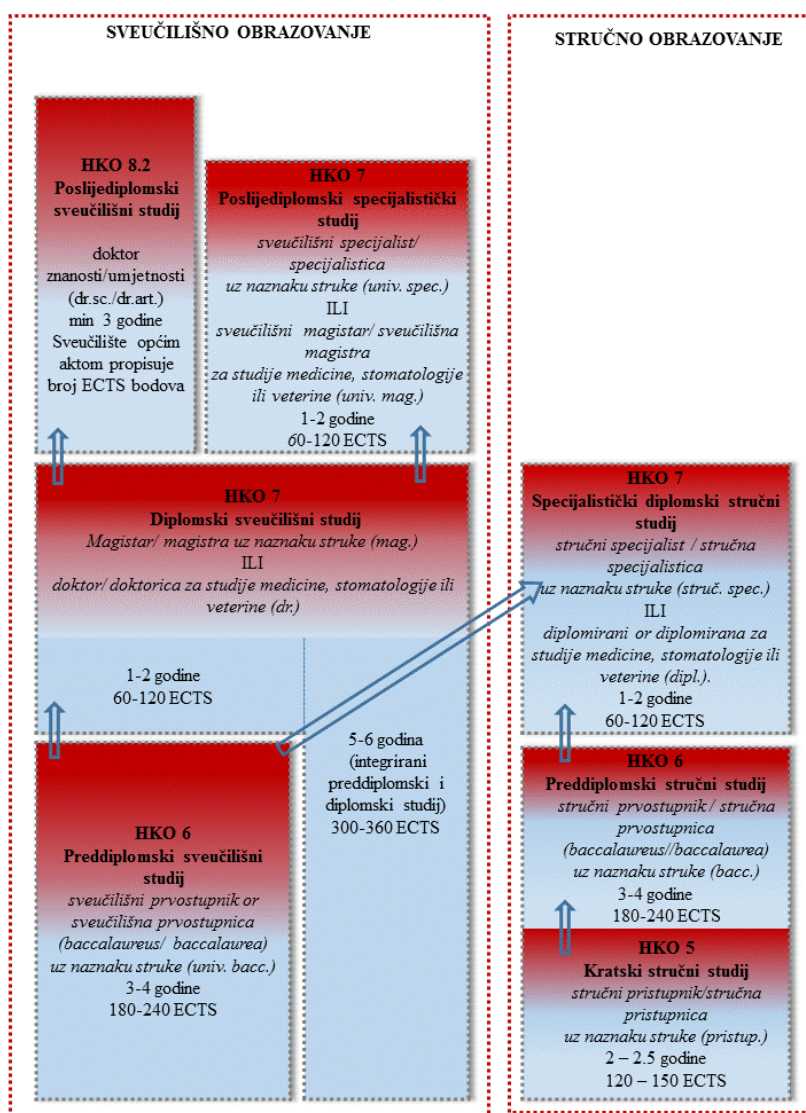 SVEUČILIŠNO OBRAZOVANJE
HKO 8.2
Poslijediplomski
sveučilišni studij
doktor
znanosti/umjetnosti
(dr.sc./dr.art.)
min 3 godine
Sveučilište općim
aktom propisuje
broj ECTS bodova
HKO 7
Poslijediplomski specijalistički
studij
sveučilišni specijalist/
specijalistica
uz naznaku struke (univ. spec.)
ILI
sveučilišni magistar/ sveučilišna
magistra
za studije medicine, stomatologije
ili veterine (univ. mag.)
1-2 godine
60-120 ECTS
HKO 7
Diplomski sveučilišni studij
Magistar/ magistra uz naznaku struke (mag.)
ILI
doktor/ doktorica za studije medicine, stomatologije ili
veterine (dr.)
1-2 godine
60-120 ECTS
5-6 godina
(integrirani
preddiplomski i
diplomski studij)
300-360 ECTS
HKO 6
Preddiplomski sveučilišni
studij
sveučilišni prvostupnik or
sveučilišna prvostupnica
(baccalaureus/ baccalaurea)
uz naznaku struke (univ. bacc.)
3-4 godine
180-240 ECTS
STRUČNO OBRAZOVANJE
HKO 7
Specijalistički diplomski stručni
studij
stručni specijalist / stručna
specijalistica
uz naznaku struke (struč. spec.)
ILI
diplomirani or diplomirana za
studije medicine, stomatologije ili
veterine (dipl.).
1-2 godine
60-120 ECTS
HKO 6
Preddiplomski stručni studij
stručni prvostupnik / stručna
prvostupnica
(baccalaureus//baccalaurea)
uz naznaku struke (bacc.)
3-4 godine
180-240 ECTS
HKO 5
Kratski stručni studij
stručni pristupnik/stručna
pristupnica
uz naznaku struke (pristup.)
2 – 2.5 godine
120 – 150 ECTS